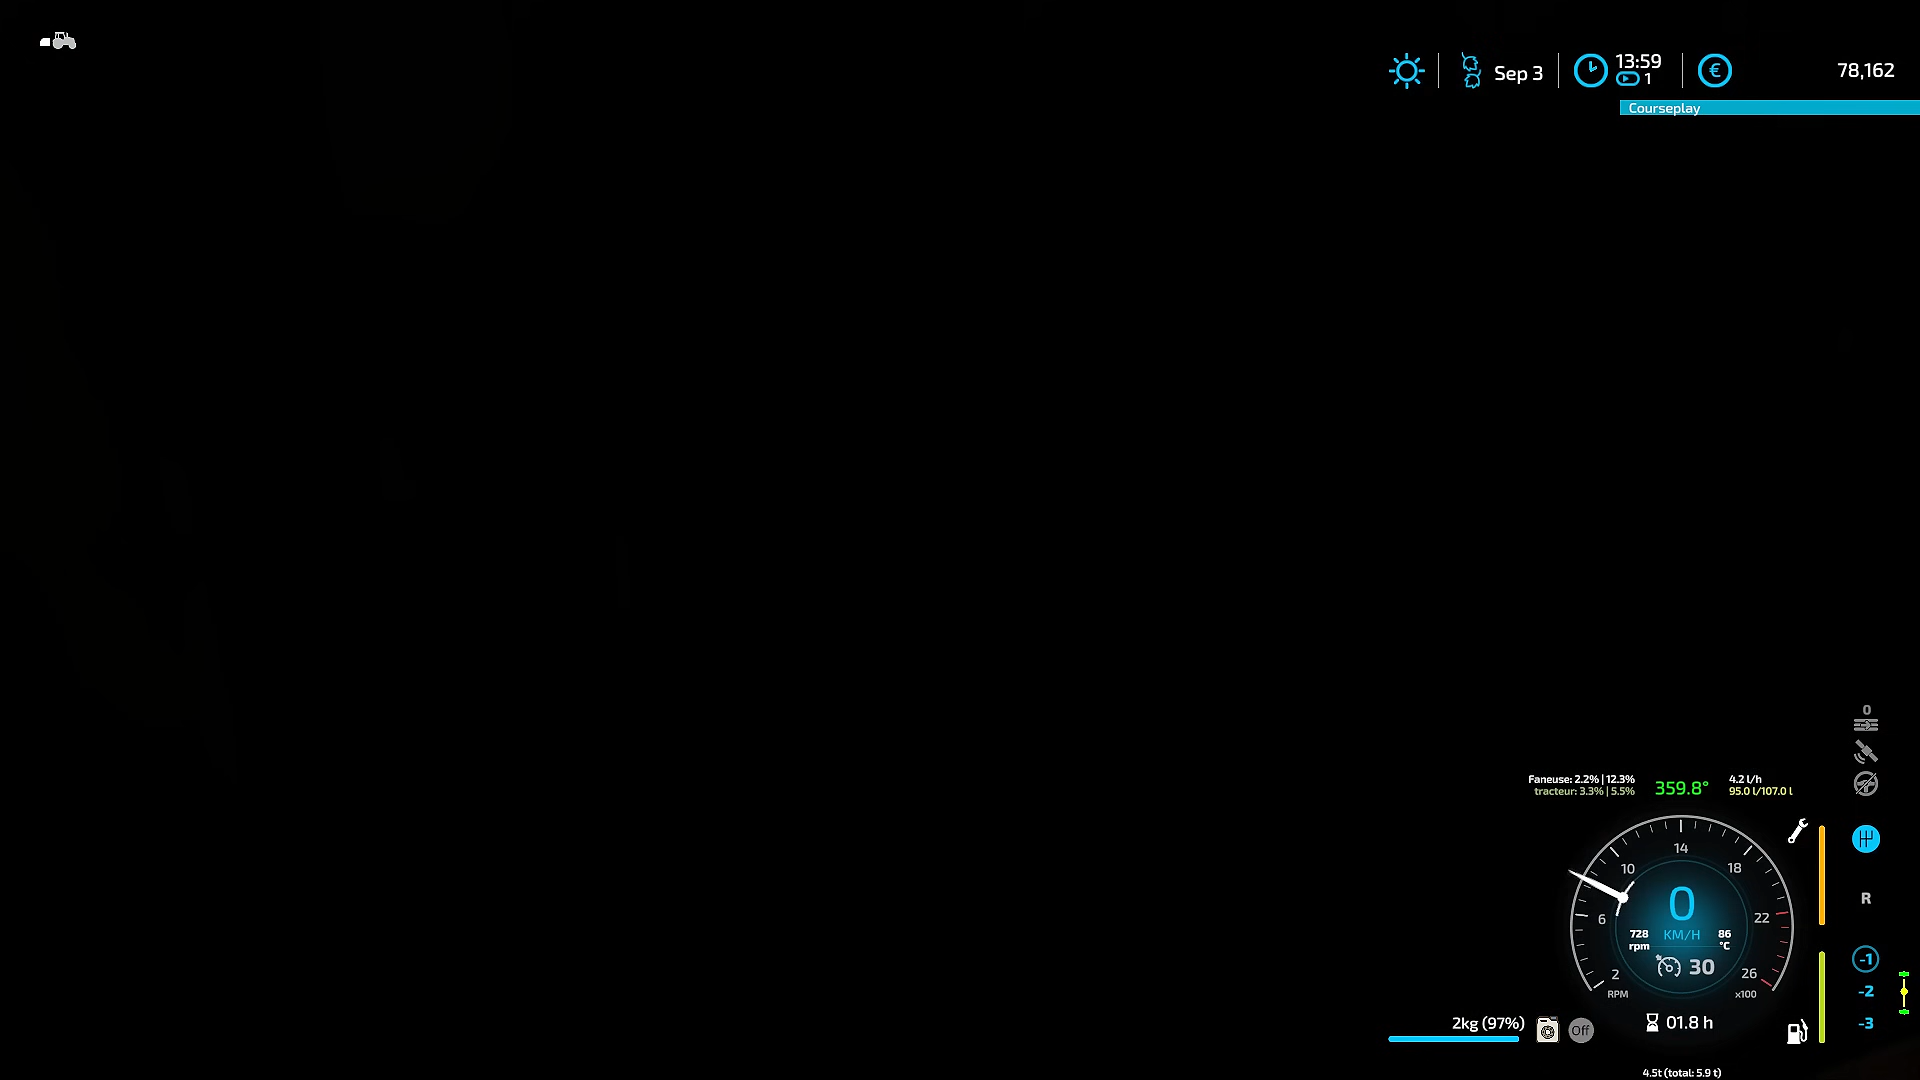 Sep 3
13:59
1
€
78,162
Courseplay
0
Faneuse: 2.2% | 12.3%
tracteur: 3.3% | 5.5%
359.8°
4.2 l/h
95.0 l/107.0 l
2
6
10
14
18
22
26
RPM
x100
0
KM/H
728
rpm
86
°C
30
R
-1
-2
-3
2kg (97%)
Off
01.8 h
4.5t (total: 5.9 t)